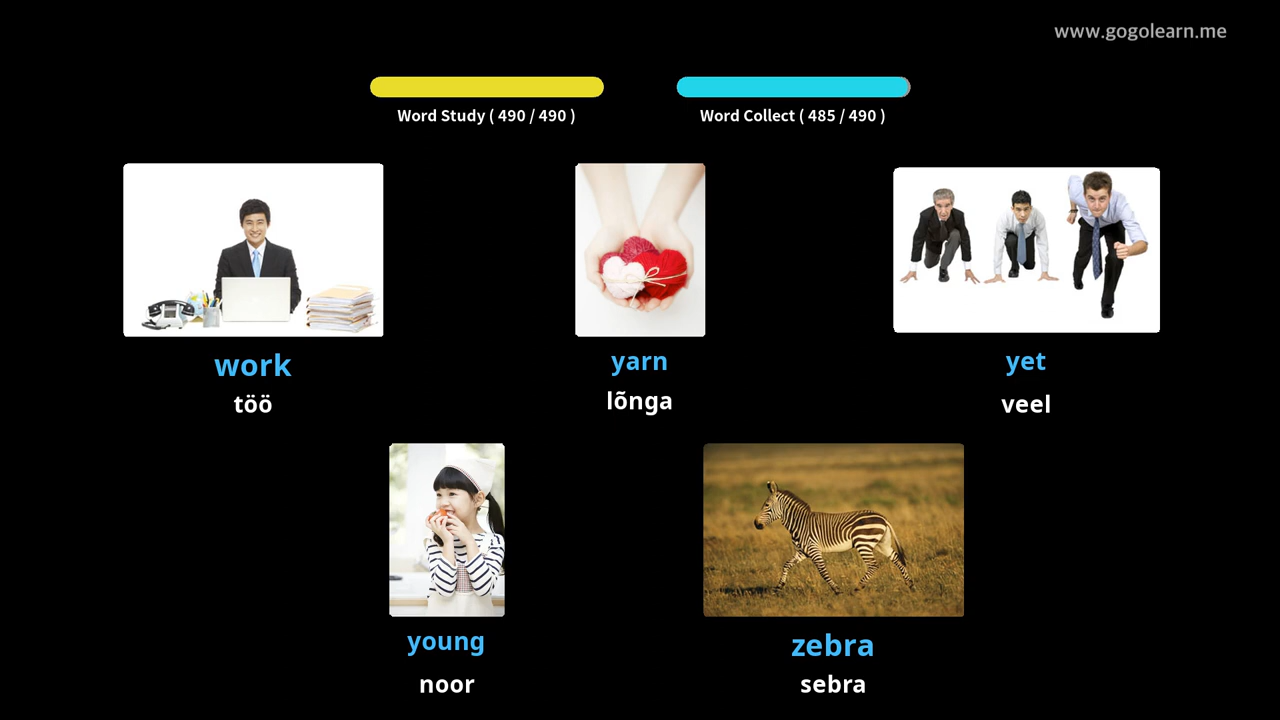 www.gogolearn.me
Word Study ( 490 / 490 )
Word Collect ( 485 / 490 )
work
töö
yarn
lõnga
yet
veel
young
noor
zebra
sebra